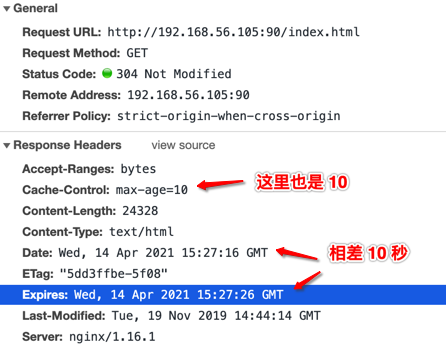 General
Request URL: http://192.168.56.105:90/index.html
Request Method: GET
Status Code: 304 Not Modified
Remote Address: 192.168.56.105:90
Referrer Policy: strict-origin-when-cross-origin
Response Headers view source
Accept-Ranges: bytes
Cache-Control: max-age=10
这里也是 10
Content-Length: 24328
Content-Type: text/html
Date: Wed, 14 Apr 2021 15:27:16 GMT
相差 10 秒
ETag: "5dd3ffbe-5f08"
Expires: Wed, 14 Apr 2021 15:27:26 GMT
Last-Modified: Tue, 19 Nov 2019 14:44:14 GMT
Server: nginx/1.16.1